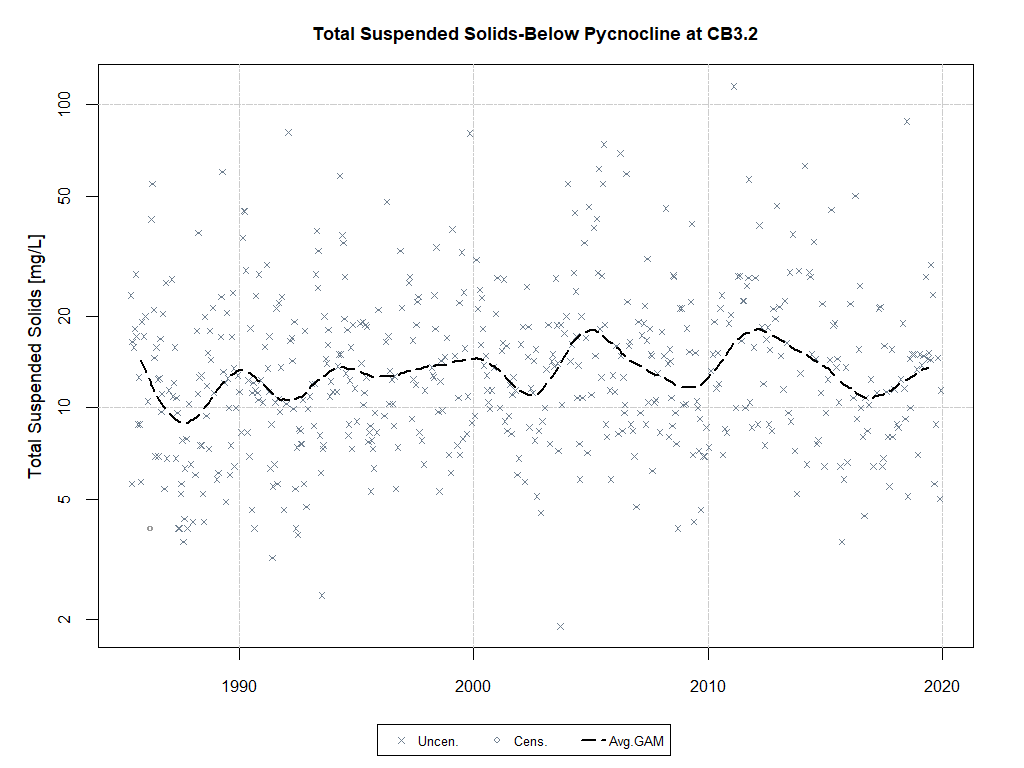 Total Suspended Solids-Below Pycnocline at CB3.2
Total Suspended Solids [mg/L]
100
50
20
10
5
2
1990
2000
2010
2020
Uncen.
Cens.
Avg.GAM